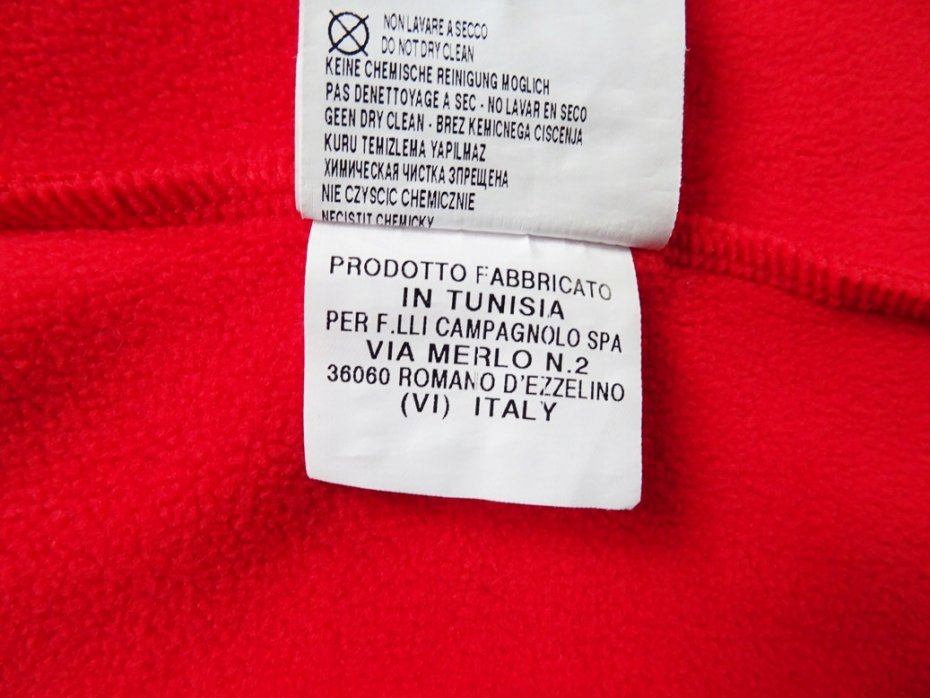 NON LAVARE A SECCO
DO NOT DRY CLEAN
KEINE CHEMISCHE REINIGUNG MOGLICH
PAS DENETTOYAGE A SEC - NO LAVAR EN SECO
GEEN DRY CLEAN - BREZ KEMICNEGA CISCENJA
KURU TEMIZLEMA YAPILMAZ
ХИМИЧЕСКАЯ ЧИСТКА ЗПРЕЩЕНА
NIE CZYSCIC CHEMICZNIE
NECISTIT CHEMICKY
PRODOTTO FABBRICATO
IN TUNISIA
PER F.LLI CAMPAGNOLO SPA
VIA MERLO N.2
36060 ROMANO D'EZZELINO
(VI) ITALY